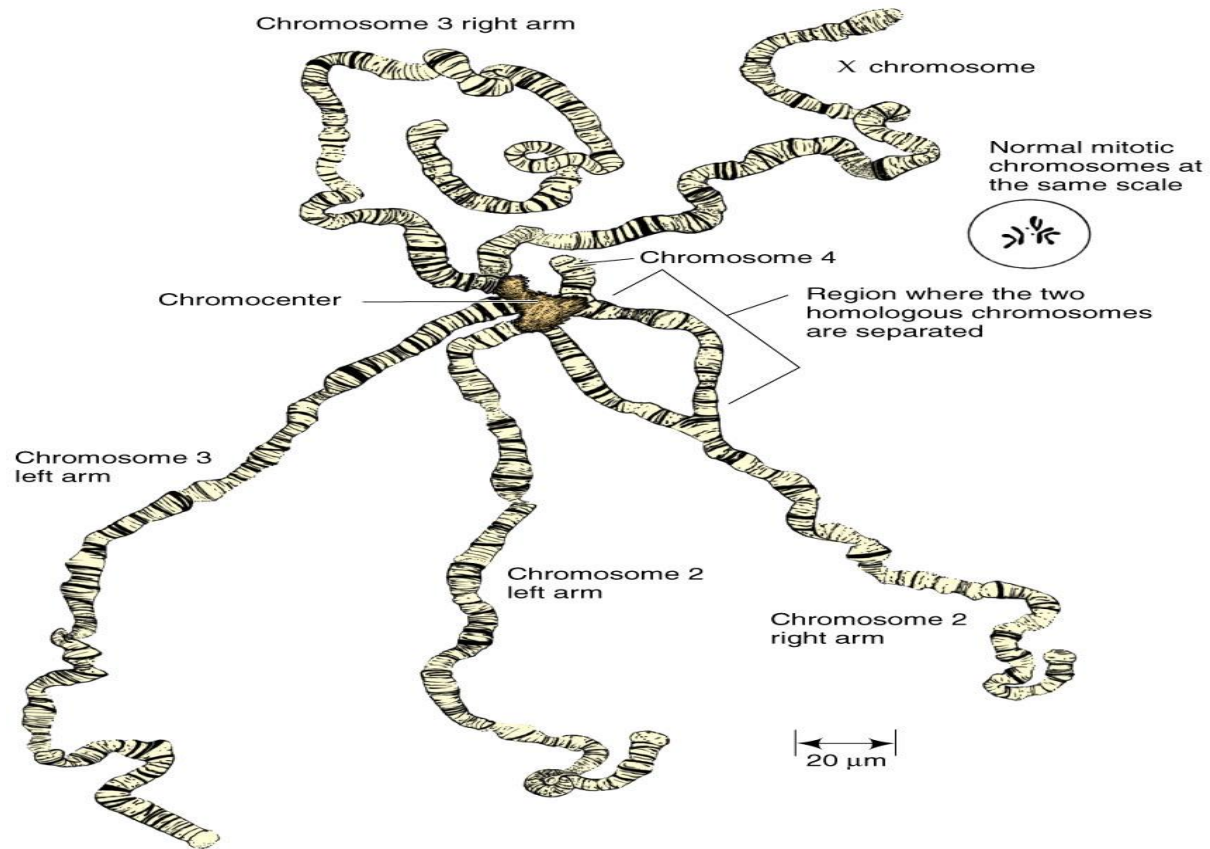 Chromosome 3 right arm
X chromosome
Normal mitotic
chromosomes at
the same scale
Chromosome 4
Chromocenter
Region where the two
homologous chromosomes
are separated
Chromosome 3
left arm
Chromosome 2
left arm
Chromosome 2
right arm
20 μm